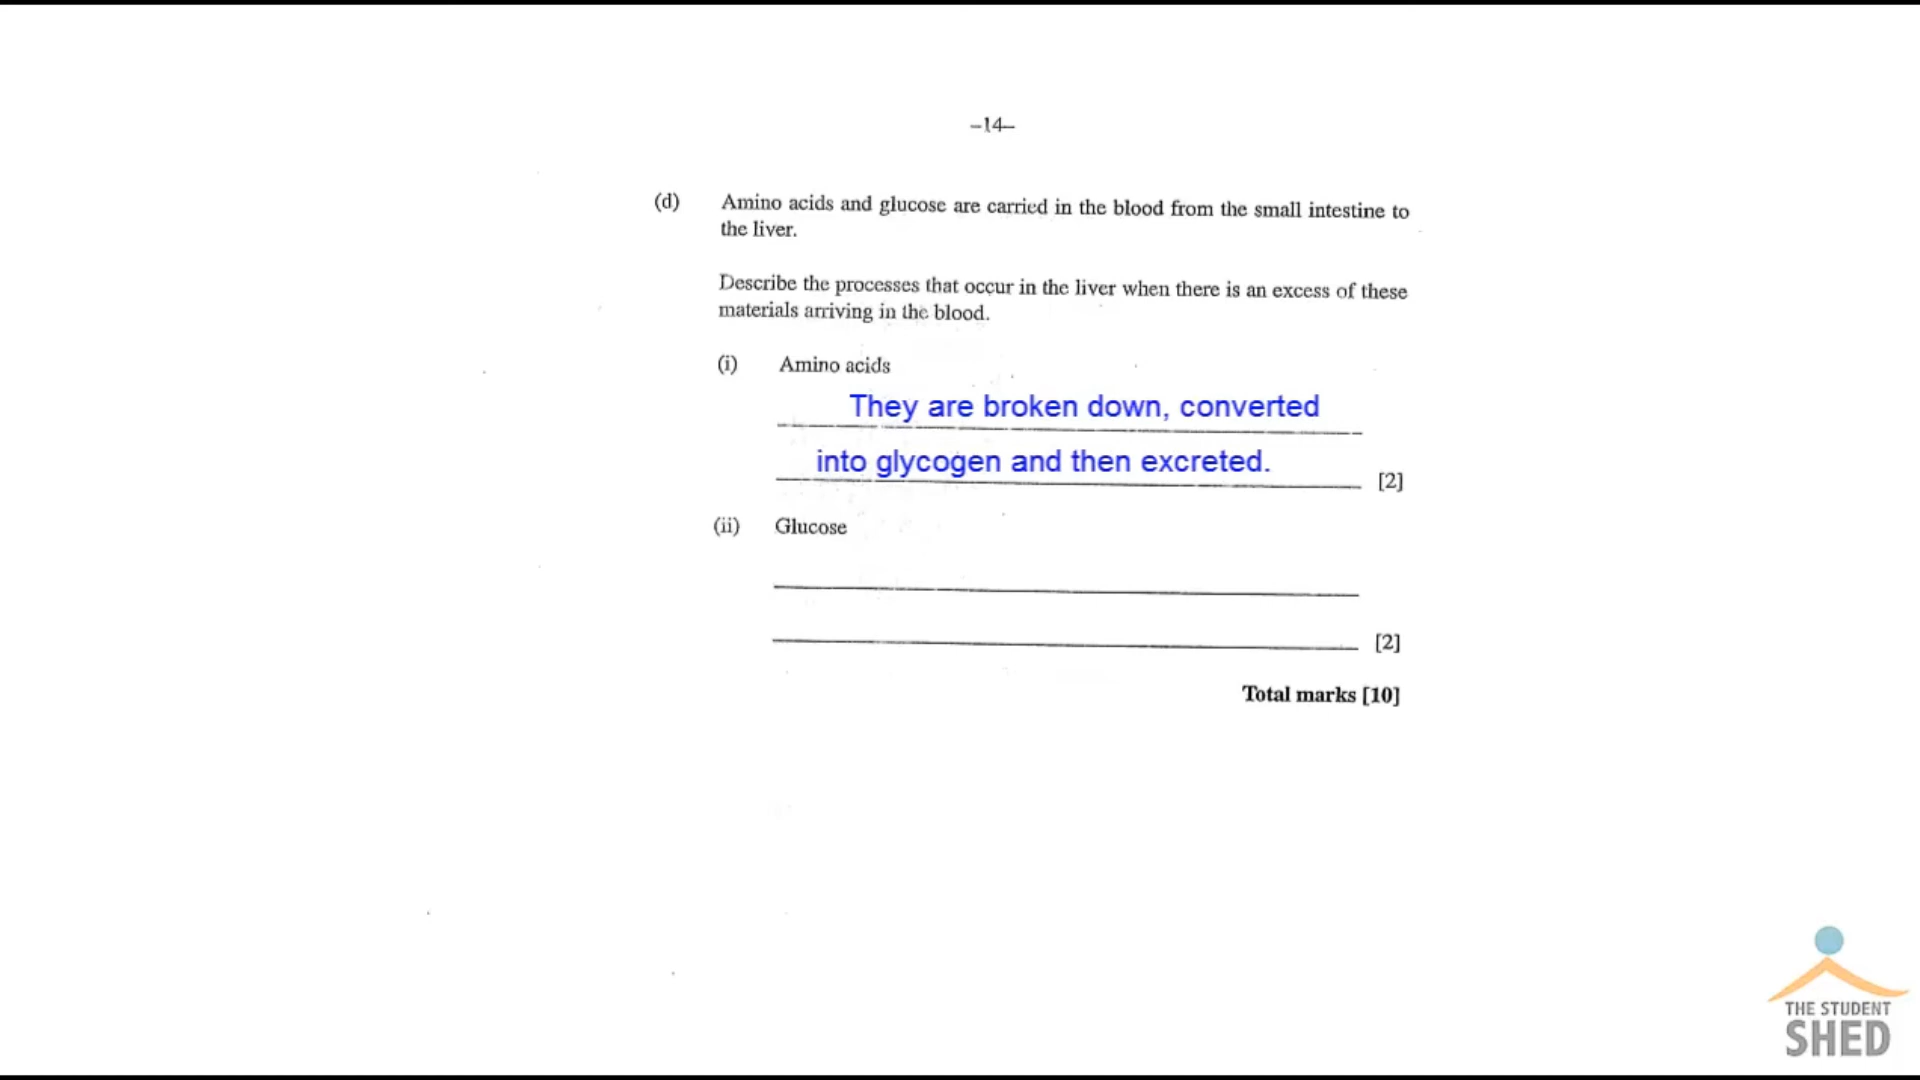 –14–
(d) Amino acids and glucose are carried in the blood from the small intestine to
the liver.
Describe the processes that occur in the liver when there is an excess of these
materials arriving in the blood.
(i) Amino acids
They are broken down, converted
into glycogen and then excreted.
[2]
(ii) Glucose
[2]
Total marks [10]
THE STUDENT
SHED